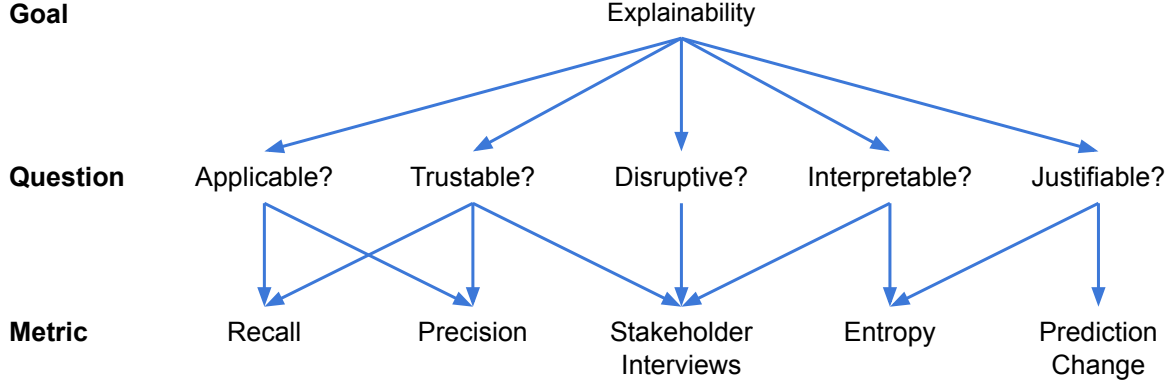 Goal Explainability
Question Applicable? Trustable? Disruptive? Interpretable? Justifiable?
Metric Recall Precision Stakeholder Entropy Prediction
Interviews Change